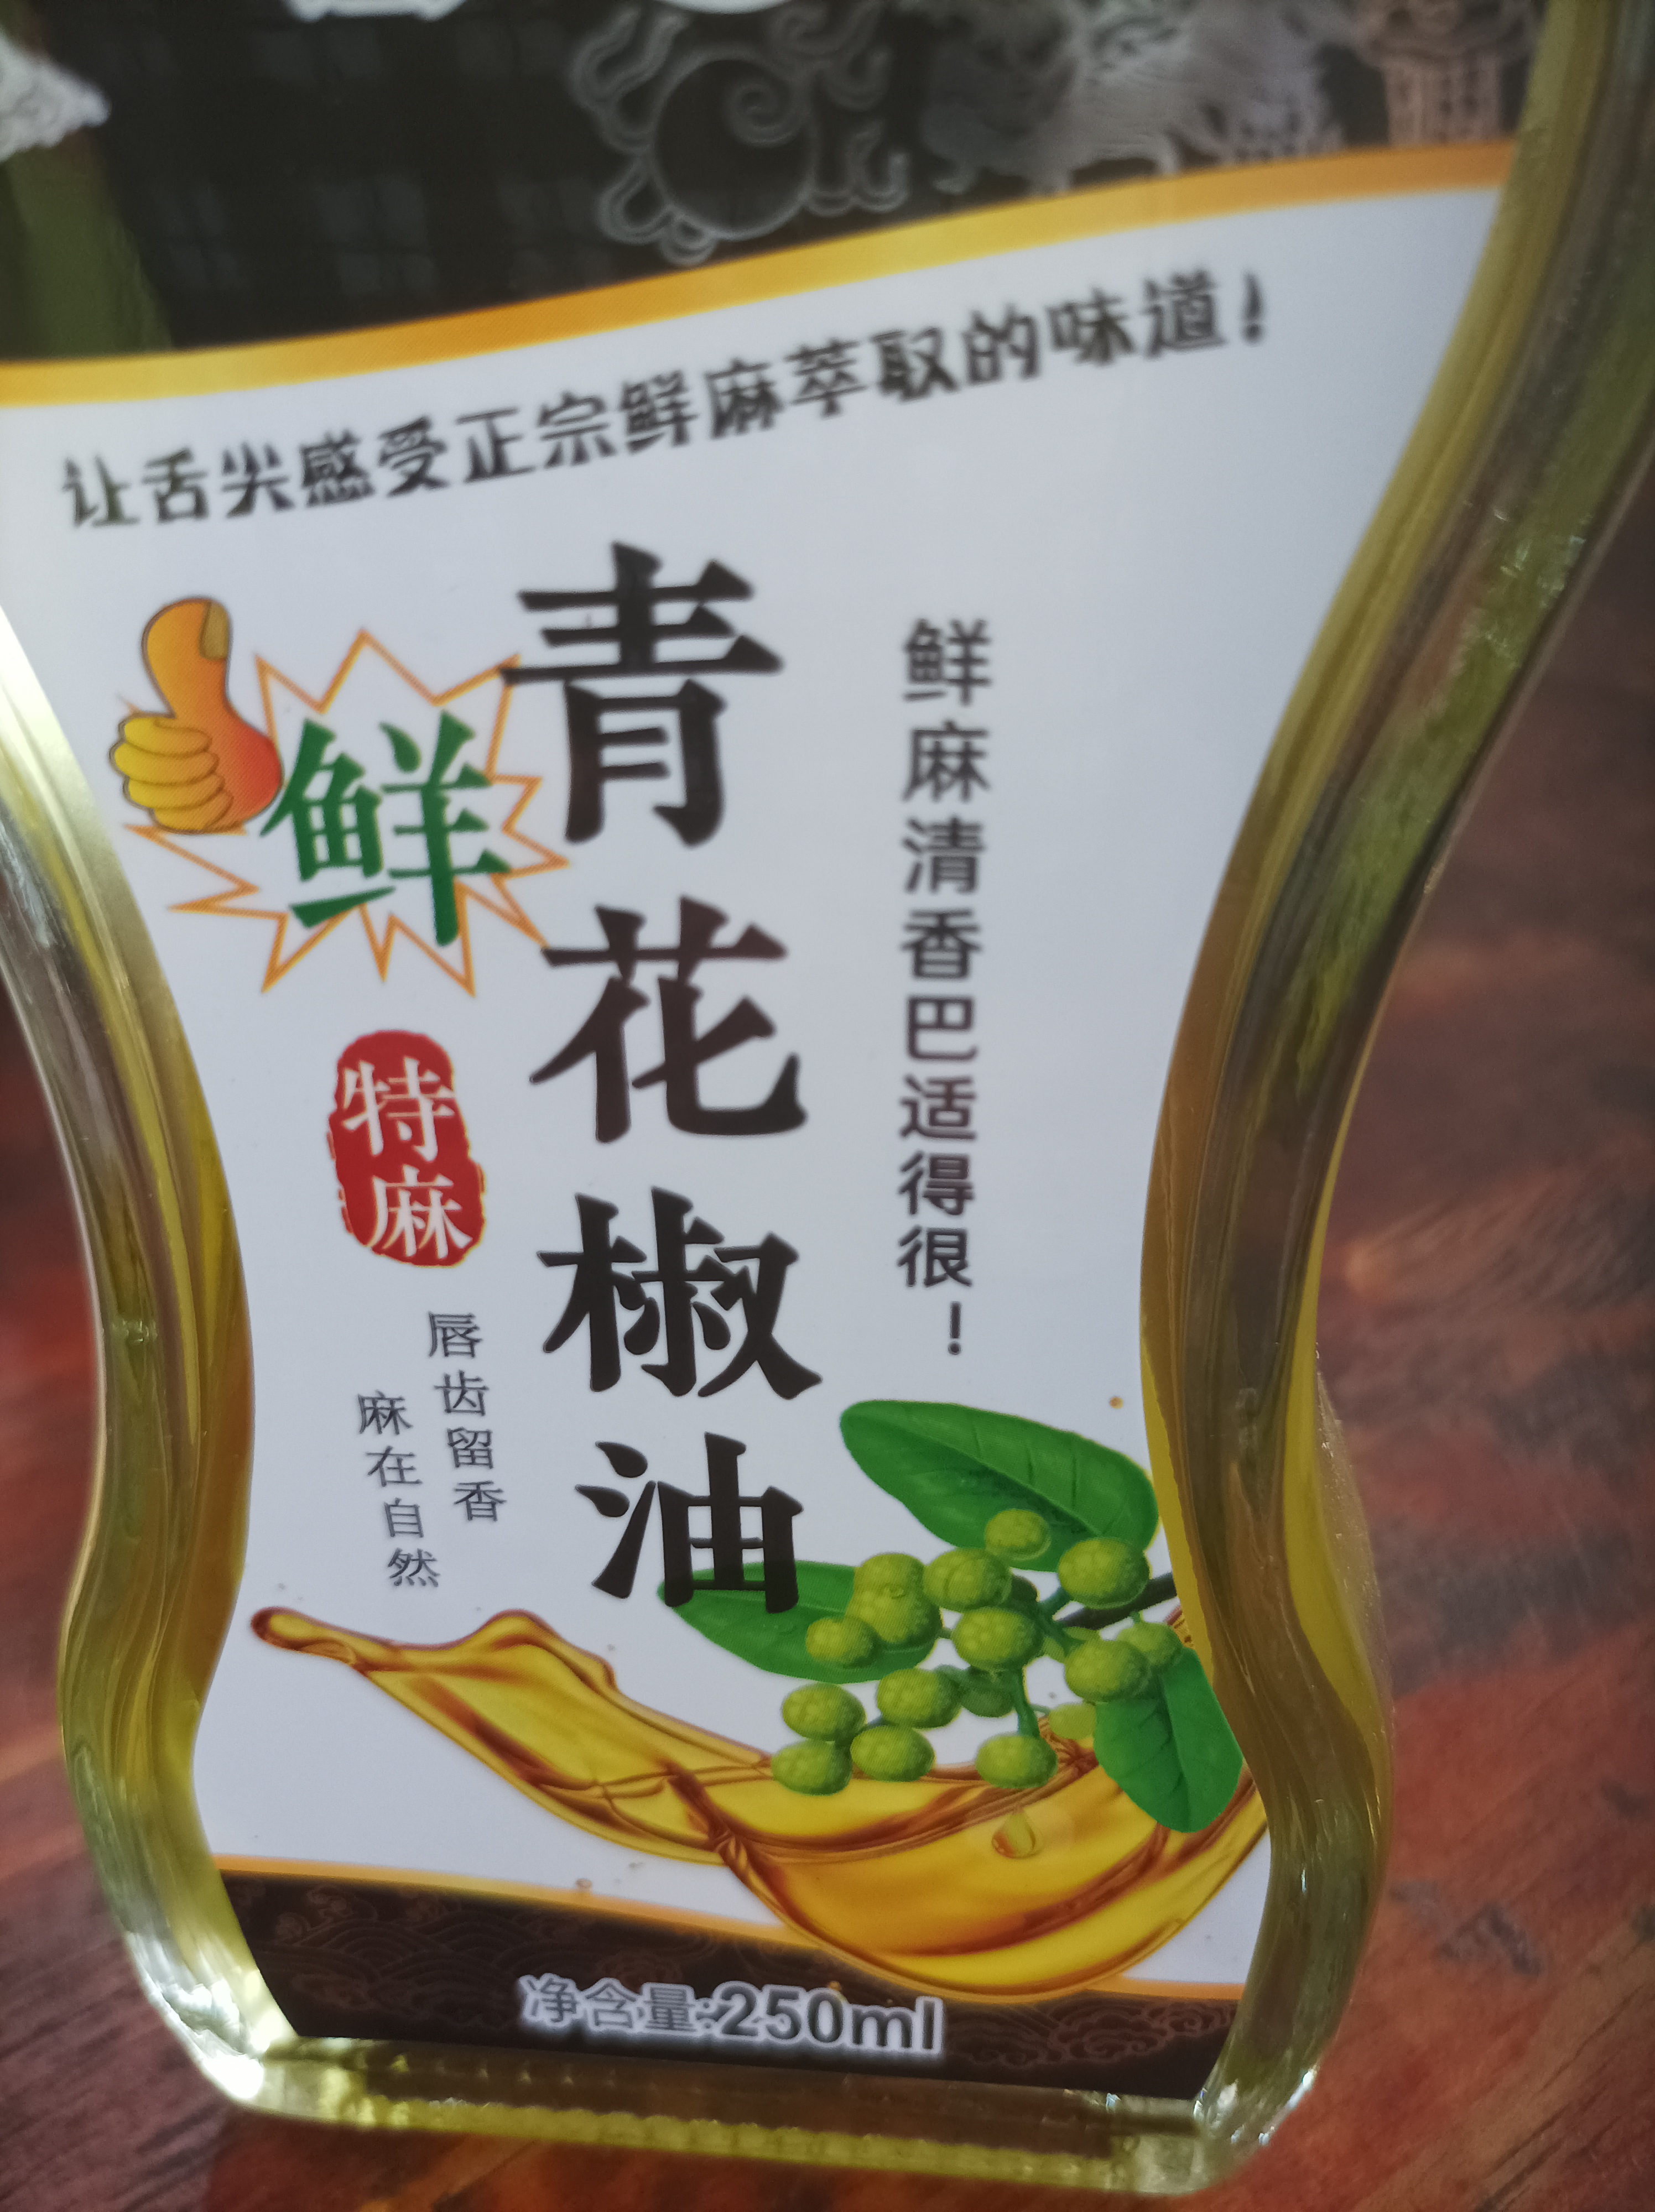 让舌尖感受正宗鲜麻萃取的味道！
鲜
青花椒油
鲜麻清香巴适得很！
特麻
唇齿留香
麻在自然
净含量:250ml